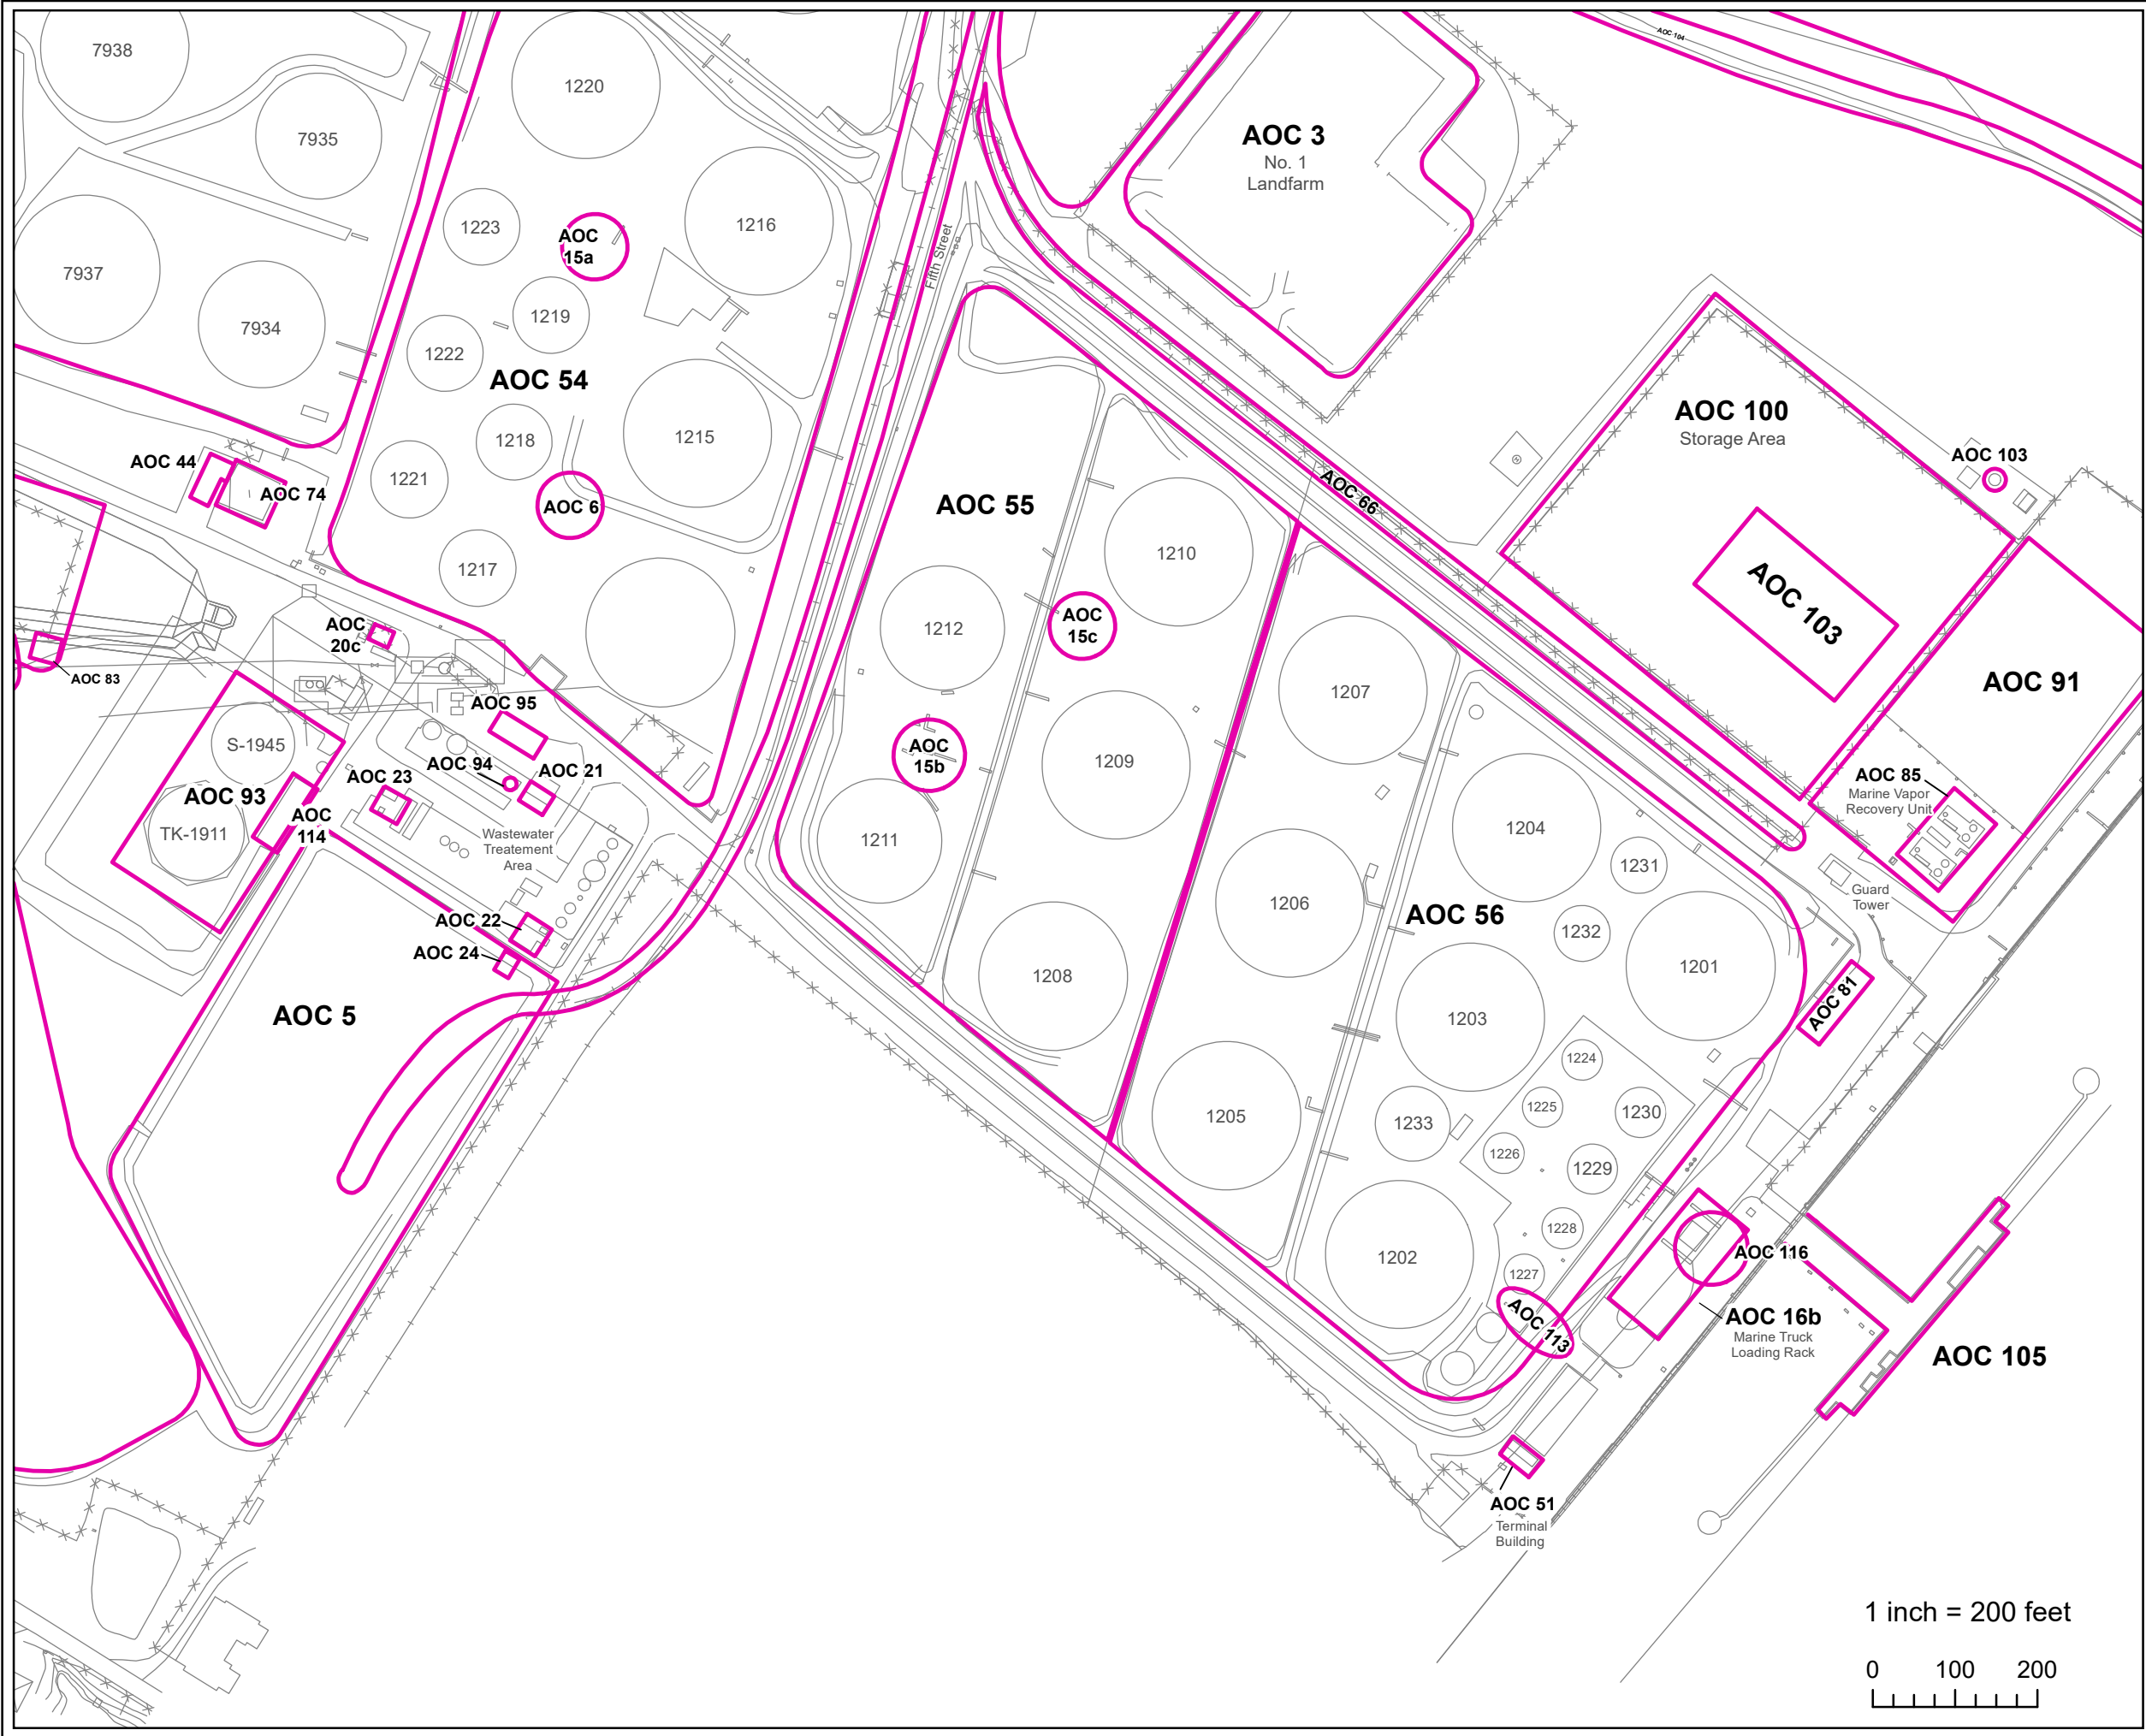 7938
7935
7937
7934
1220
1223
AOC
15a
1216
1219
1222
AOC 54
1218
1215
1221
AOC 6
1217
AOC 44
AOC 74
AOC
20c
AOC 83
Fifth Street
AOC 3
No. 1
Landfarm
AOC 104
AOC 100
Storage Area
AOC 103
AOC 103
AOC 91
AOC 66
AOC 55
1210
1212
AOC
15c
1209
AOC
15b
1211
1208
1207
1204
1231
1206
AOC 56
1232
1201
1203
1205
1224
1225
1230
1233
1226
1229
1228
1202
1227
AOC 95
S-1945
AOC 94
AOC 21
AOC 23
AOC 93
TK-1911
AOC
114
Wastewater
Treatement
Area
AOC 22
AOC 24
AOC 5
AOC 85
Marine Vapor
Recovery Unit
Guard
Tower
AOC 81
AOC 116
AOC 16b
Marine Truck
Loading Rack
AOC 113
AOC 105
AOC 51
Terminal
Building
1 inch = 200 feet
0 100 200